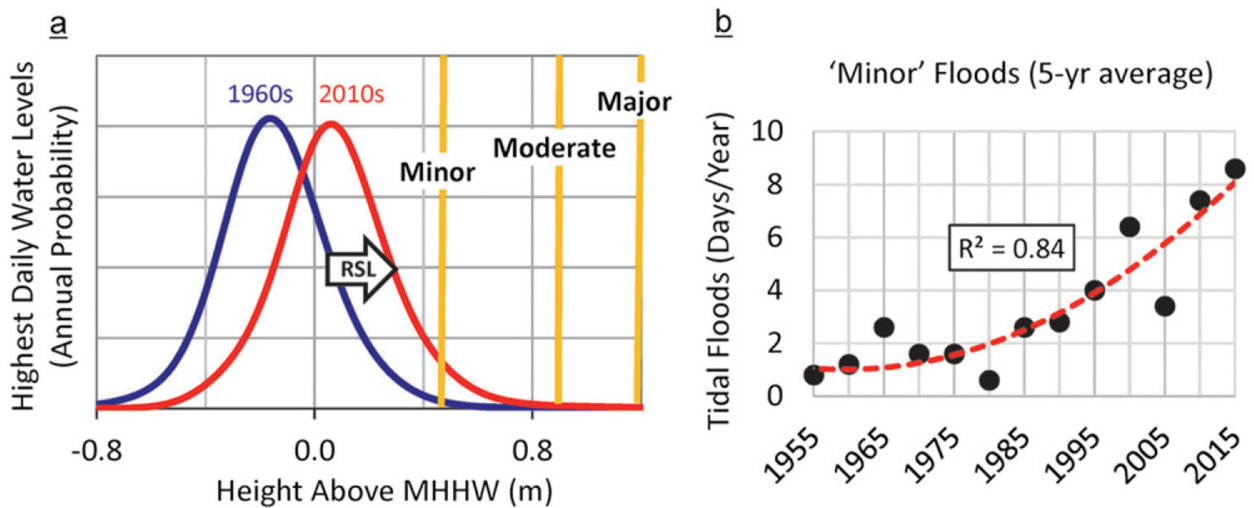 a
Highest Daily Water Levels
(Annual Probability)
1960s
2010s
Minor
Moderate
Major
RSL
-0.8
0.0
0.8
Height Above MHHW (m)
b
‘Minor’ Floods (5-yr average)
Tidal Floods (Days/Year)
10
8
6
4
2
0
R² = 0.84
1955
1965
1975
1985
1995
2005
2015